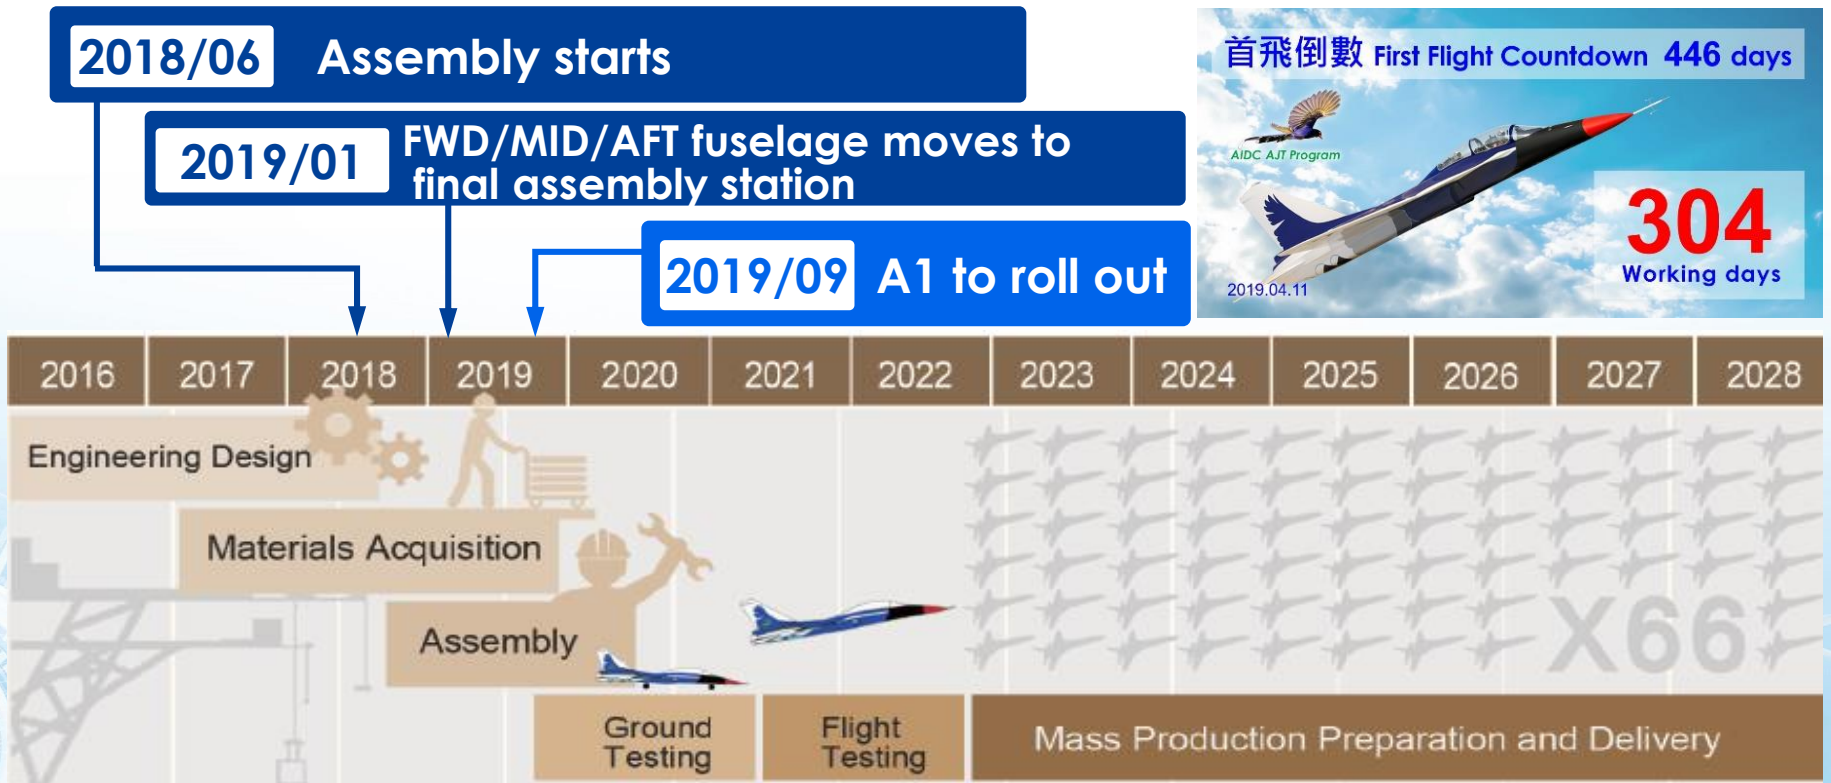 2018/06 Assembly starts
2019/01 FWD/MID/AFT fuselage moves to
final assembly station
2019/09 A1 to roll out
首飛倒數 First Flight Countdown 446 days
AIDC AJT Program
304
Working days
2019.04.11
2016 2017 2018 2019 2020 2021 2022 2023 2024 2025 2026 2027 2028
Engineering Design
Materials Acquisition
Assembly
X66
Ground
Testing
Flight
Testing
Mass Production Preparation and Delivery